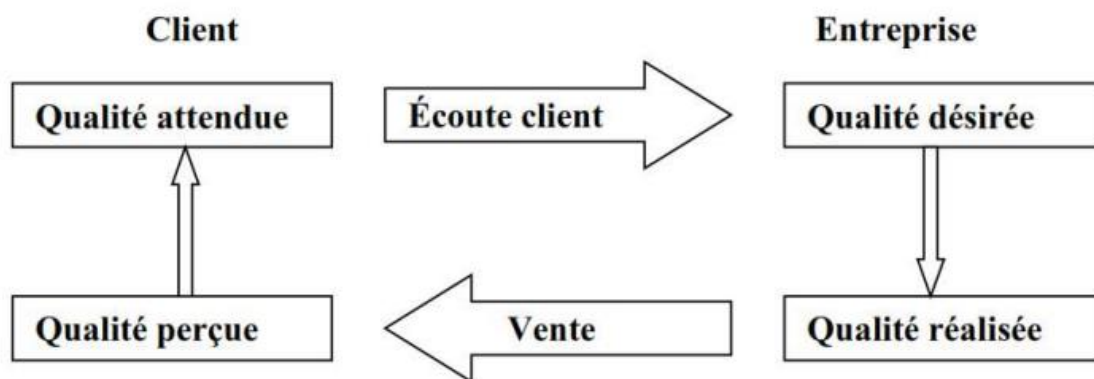 Client
Entreprise
Qualité attendue
Écoute client
Qualité désirée
Qualité perçue
Vente
Qualité réalisée